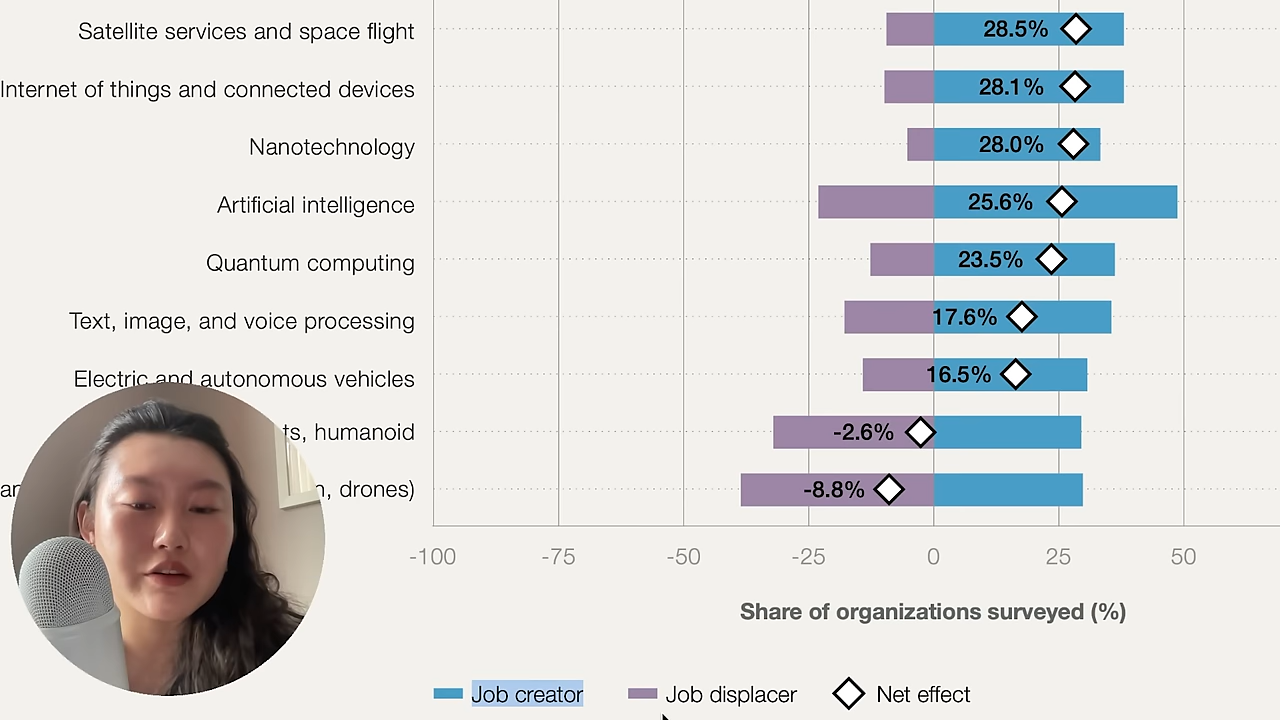 Satellite services and space flight 28.5%
Internet of things and connected devices 28.1%
Nanotechnology 28.0%
Artificial intelligence 25.6%
Quantum computing 23.5%
Text, image, and voice processing 17.6%
Electric and autonomous vehicles 16.5%
humanoid -2.6%
drones) -8.8%
-100 -75 -50 -25 0 25 50
Share of organizations surveyed (%)
Job creator Job displacer Net effect